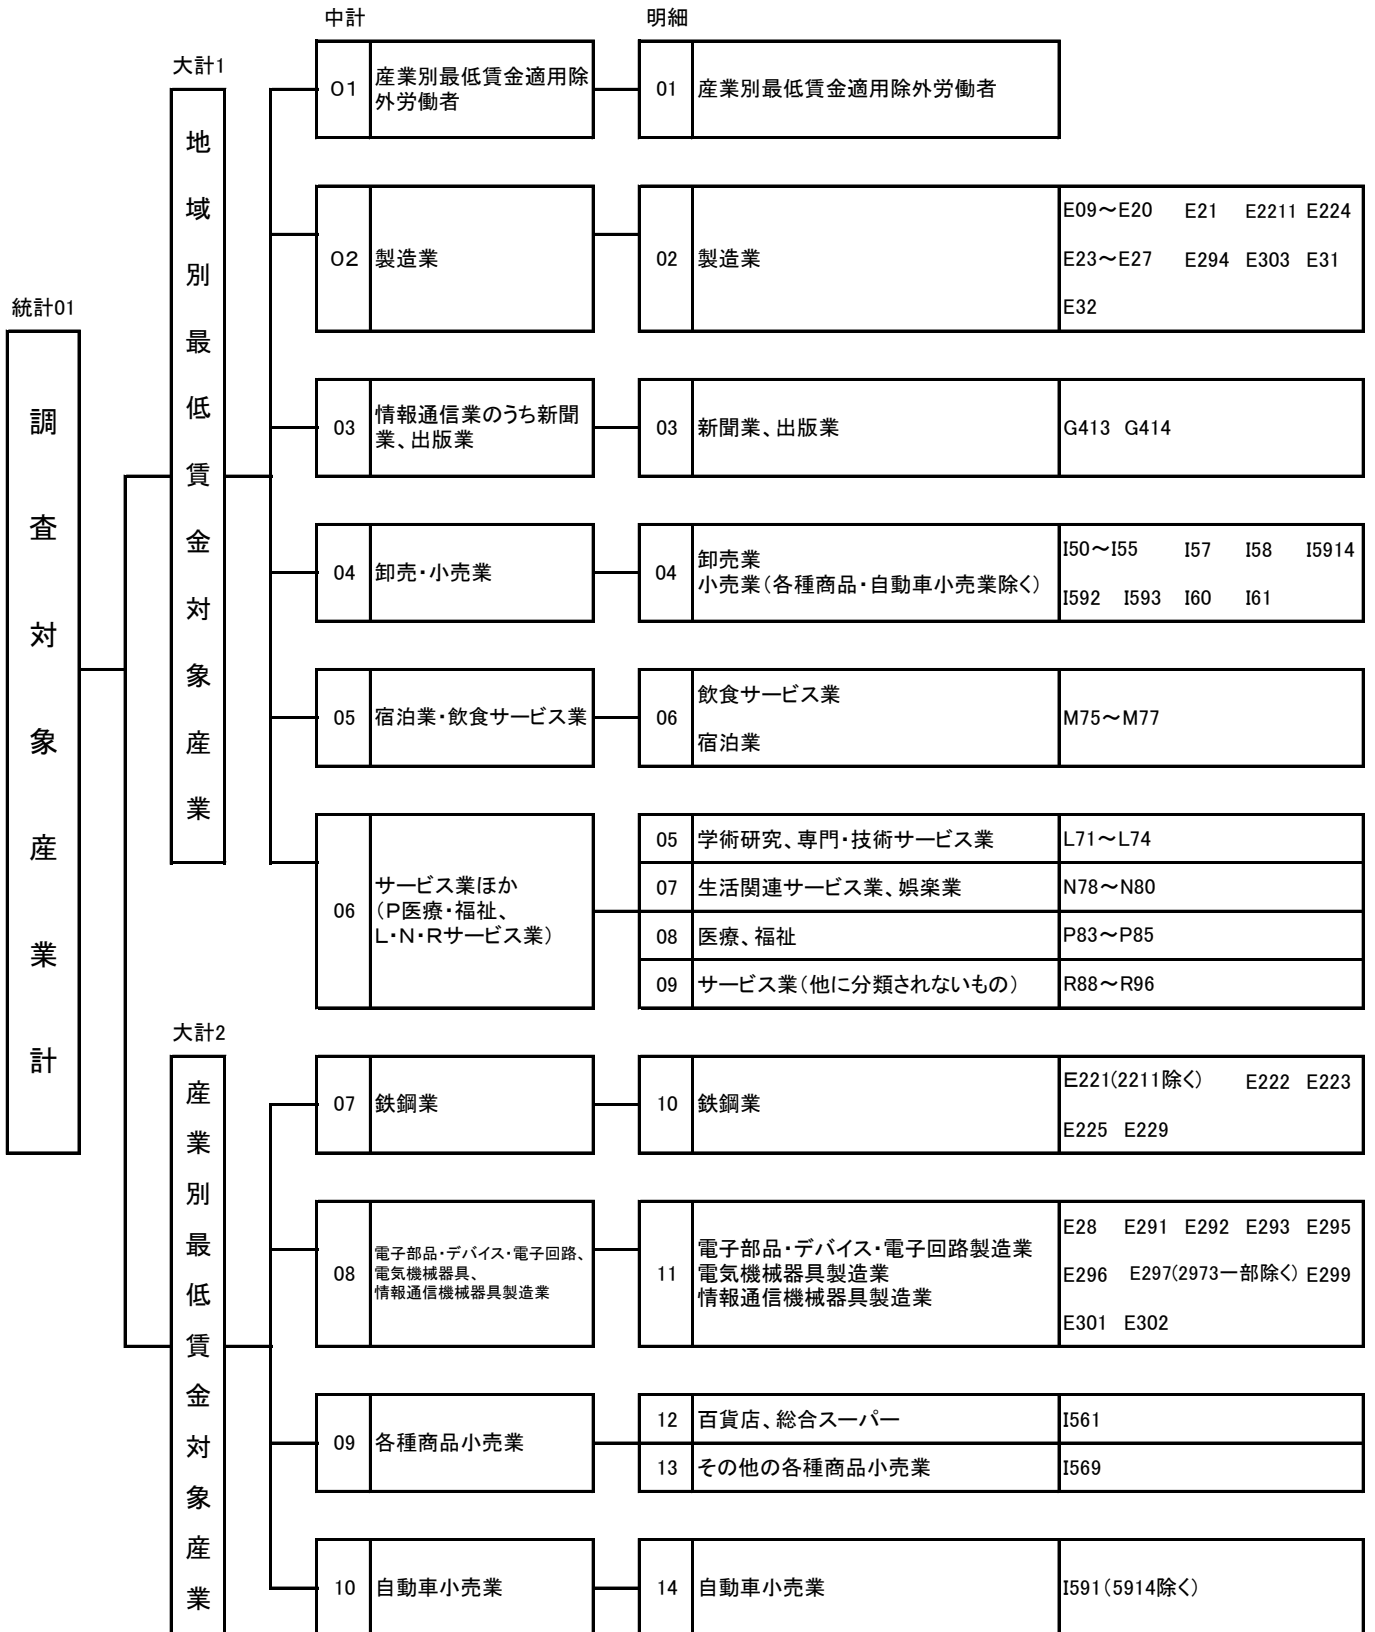 中計
明細
大計1
統計01
調査対象産業計
地域別最低賃金対象産業
01
産業別最低賃金適用除
外労働者
01
産業別最低賃金適用除外労働者
02
製造業
02
製造業
E09～E20 E21 E2211 E224
E23～E27 E294 E303 E31
E32
03
情報通信業のうち新聞
業、出版業
03
新聞業、出版業
G413 G414
04
卸売・小売業
04
卸売業
小売業(各種商品・自動車小売業除く)
I50～I55 I57 I58 I5914
I592 I593 I60 I61
05
宿泊業・飲食サービス業
06
飲食サービス業
宿泊業
M75～M77
06
サービス業ほか
(P医療・福祉、
L・N・Rサービス業)
05
学術研究、専門・技術サービス業
L71～L74
07
生活関連サービス業、娯楽業
N78～N80
08
医療、福祉
P83～P85
09
サービス業(他に分類されないもの)
R88～R96
大計2
産業別最低賃金対象産業
07
鉄鋼業
10
鉄鋼業
E221(2211除く) E222 E223
E225 E229
08
電子部品・デバイス・電子回路、
電気機械器具、
情報通信機械器具製造業
11
電子部品・デバイス・電子回路製造業
電気機械器具製造業
情報通信機械器具製造業
E28 E291 E292 E293 E295
E296 E297(2973一部除く) E299
E301 E302
09
各種商品小売業
12
百貨店、総合スーパー
I561
13
その他の各種商品小売業
I569
10
自動車小売業
14
自動車小売業
I591(5914除く)